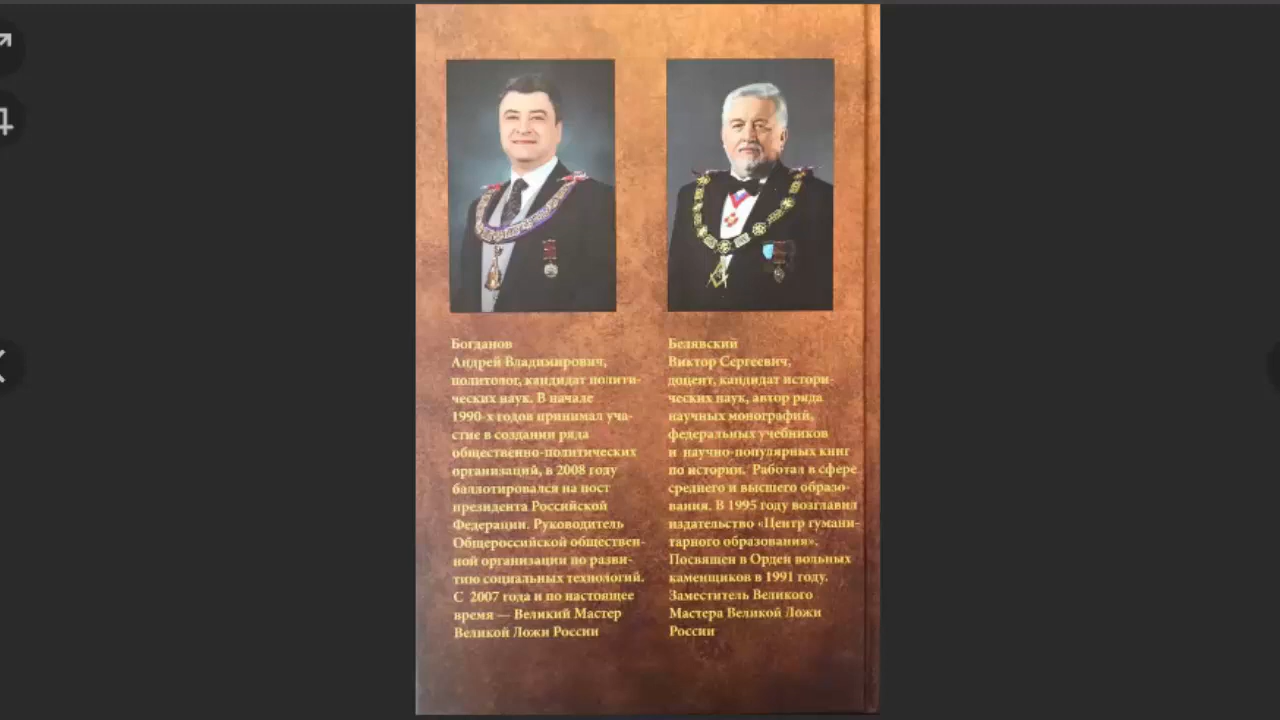 Богданов
Андрей Владимирович,
политолог, кандидат полити-
ческих наук. В начале
1990-х годов принимал уча-
стие в создании ряда
общественно-политических
организаций, в 2008 году
баллотировался на пост
президента Российской
Федерации. Руководитель
Общероссийской обществен-
ной организации по разви-
тию социальных технологий.
С 2007 года и по настоящее
время — Великий Мастер
Великой Ложи России
Белявский
Виктор Сергеевич,
доцент, кандидат истори-
ческих наук, автор ряда
научных монографий,
федеральных учебников
и научно-популярных книг
по истории. Работал в сфере
среднего и высшего образо-
вания. В 1995 году возглавил
издательство «Центр гумани-
тарного образования».
Посвящен в Орден вольных
каменщиков в 1991 году.
Заместитель Великого
Мастера Великой Ложи
России